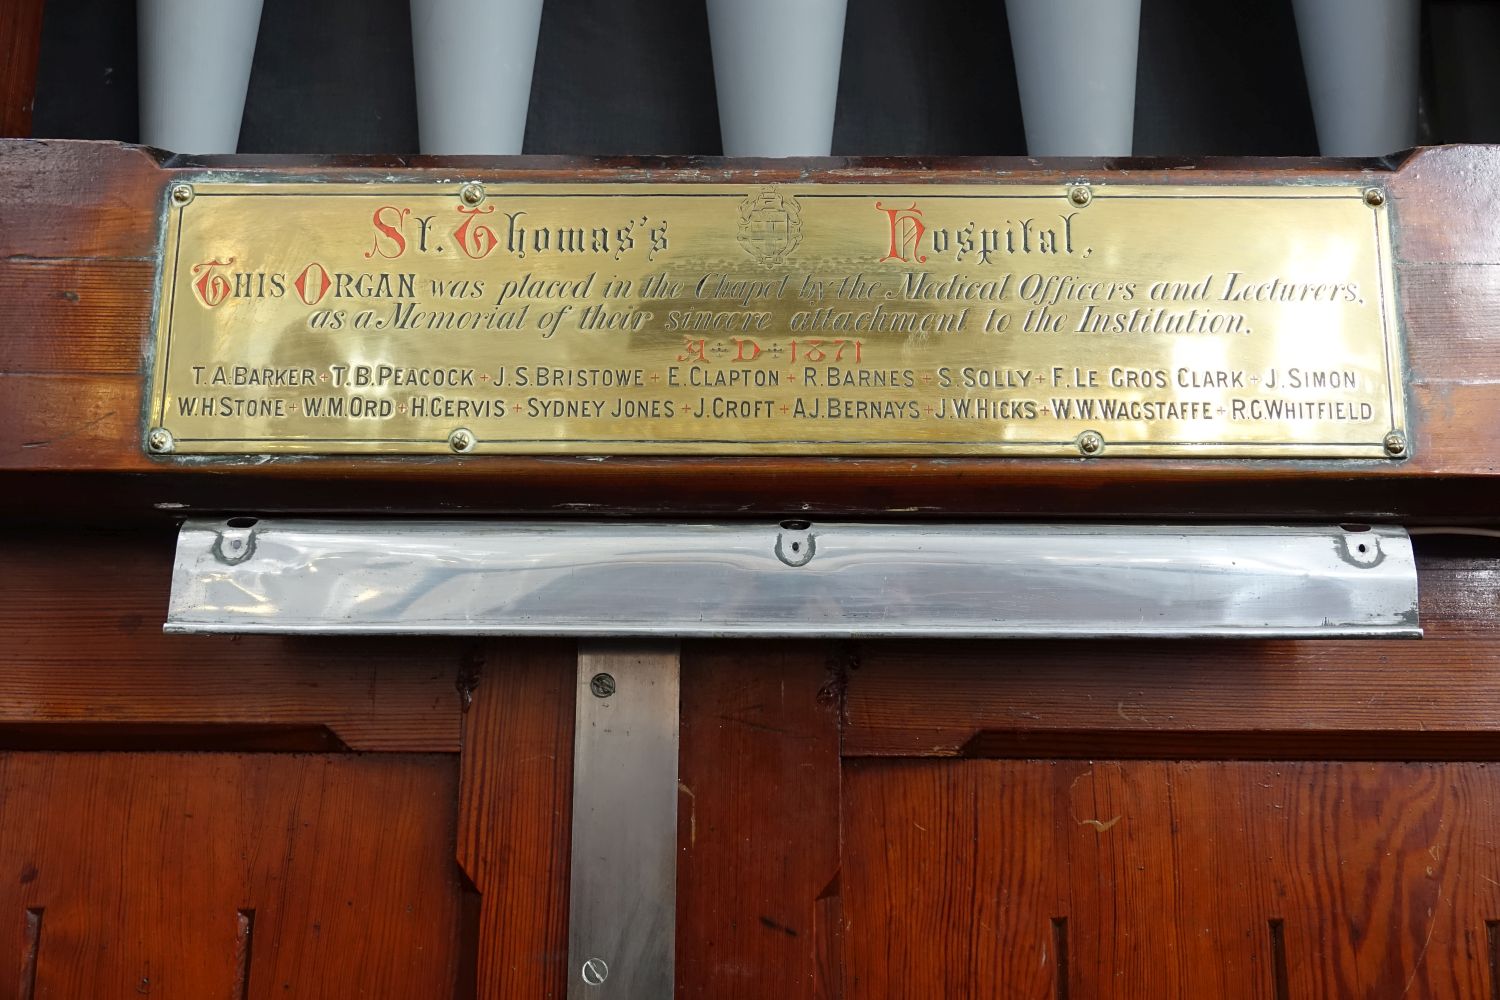 St. Thomas's Hospital,
THIS ORGAN was placed in the Chapel by the Medical Officers and Lecturers,
as a Memorial of their sincere attachment to the Institution.
A+D+1871
T.A.BARKER+T.B.PEACOCK+J.S.BRISTOWE+E.CLAPTON+R.BARNES+S.SOLLY+F.LE GROS CLARK+J.SIMON
W.H.STONE+W.M.ORD+H.GERVIS+SYDNEY JONES+J.CROFT+A.J.BERNAYS+J.W.HICKS+W.W.WAGSTAFFE+R.G.WHITFIELD